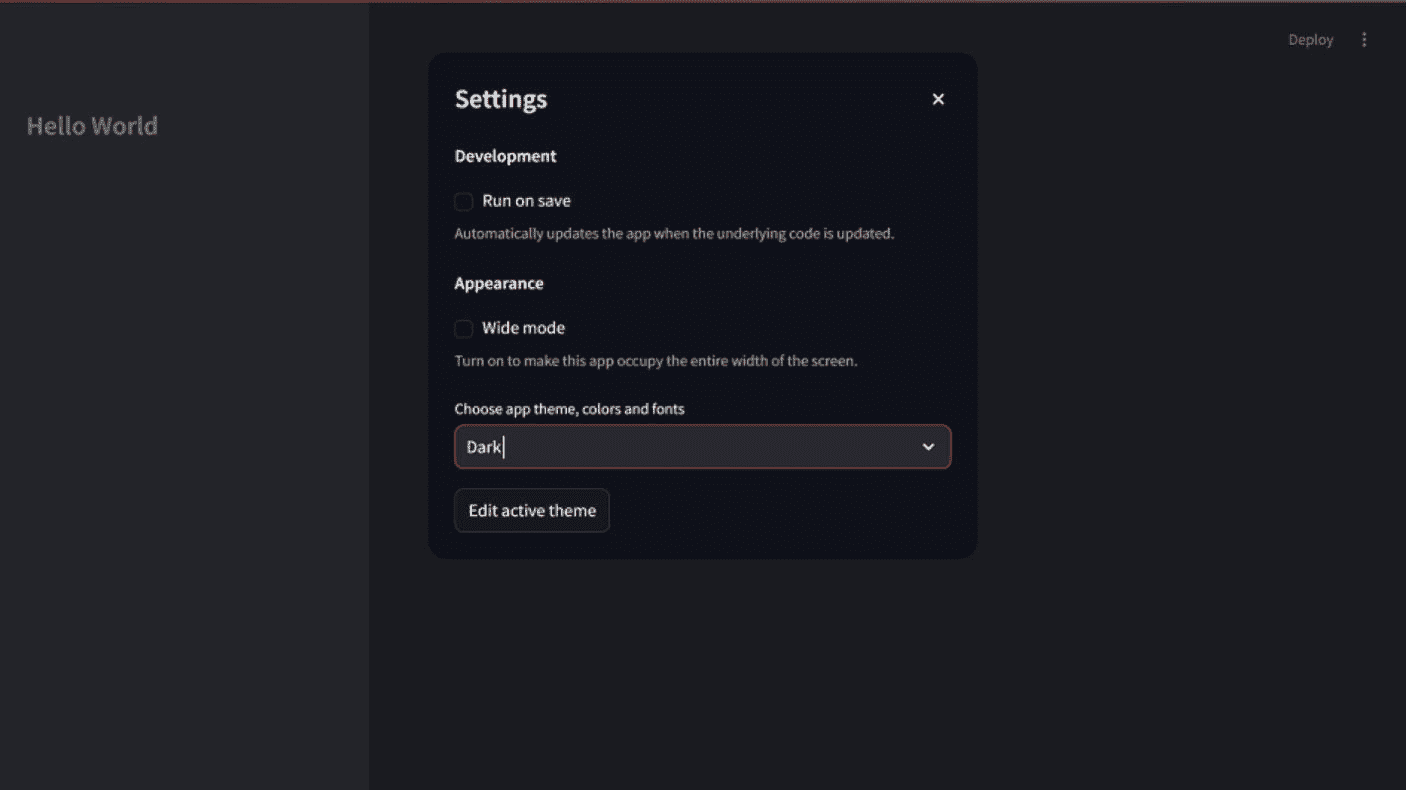 Deploy
Hello World
Settings
Development
Run on save
Automatically updates the app when the underlying code is updated.
Appearance
Wide mode
Turn on to make this app occupy the entire width of the screen.
Choose app theme, colors and fonts
Dark
Edit active theme